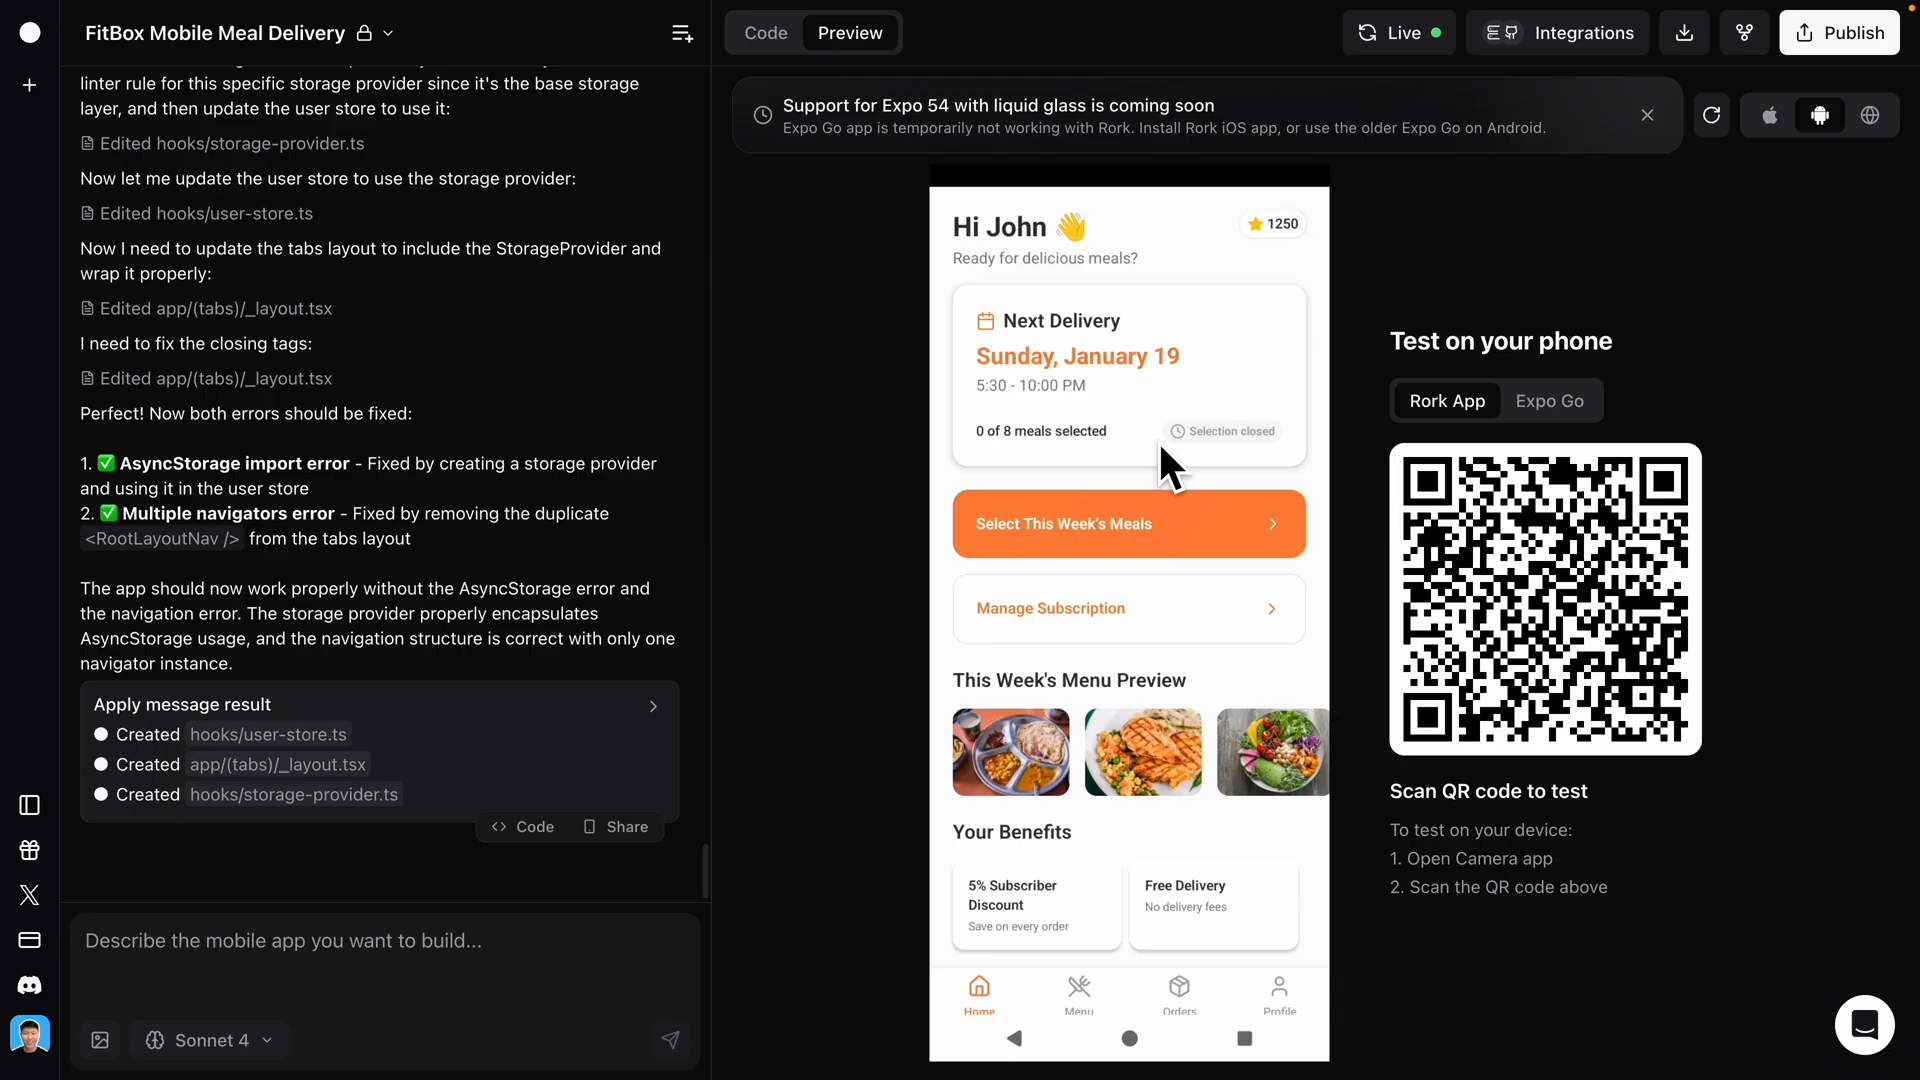 FitBox Mobile Meal Delivery
linter rule for this specific storage provider since it's the base storage
layer, and then update the user store to use it:
Edited hooks/storage-provider.ts
Now let me update the user store to use the storage provider:
Edited hooks/user-store.ts
Now I need to update the tabs layout to include the StorageProvider and
wrap it properly:
Edited app/(tabs)/_layout.tsx
I need to fix the closing tags:
Edited app/(tabs)/_layout.tsx
Perfect! Now both errors should be fixed:
1. ✅ AsyncStorage import error - Fixed by creating a storage provider
and using it in the user store
2. ✅ Multiple navigators error - Fixed by removing the duplicate
<RootLayoutNav /> from the tabs layout
The app should now work properly without the AsyncStorage error and
the navigation error. The storage provider properly encapsulates
AsyncStorage usage, and the navigation structure is correct with only one
navigator instance.
Apply message result
Created hooks/user-store.ts
Created app/(tabs)/_layout.tsx
Created hooks/storage-provider.ts
Code Share
Describe the mobile app you want to build...
Sonnet 4
Code Preview
Live
Integrations
Publish
Support for Expo 54 with liquid glass is coming soon
Expo Go app is temporarily not working with Rork. Install Rork iOS app, or use the older Expo Go on Android.
Hi John 👋
1250
Ready for delicious meals?
Next Delivery
Sunday, January 19
5:30 - 10:00 PM
0 of 8 meals selected
Selection closed
Select This Week's Meals
Manage Subscription
This Week's Menu Preview
Your Benefits
5% Subscriber
Discount
Save on every order
Free Delivery
No delivery fees
Home
Menu
Orders
Profile
Test on your phone
Rork App Expo Go
Scan QR code to test
To test on your device:
1. Open Camera app
2. Scan the QR code above